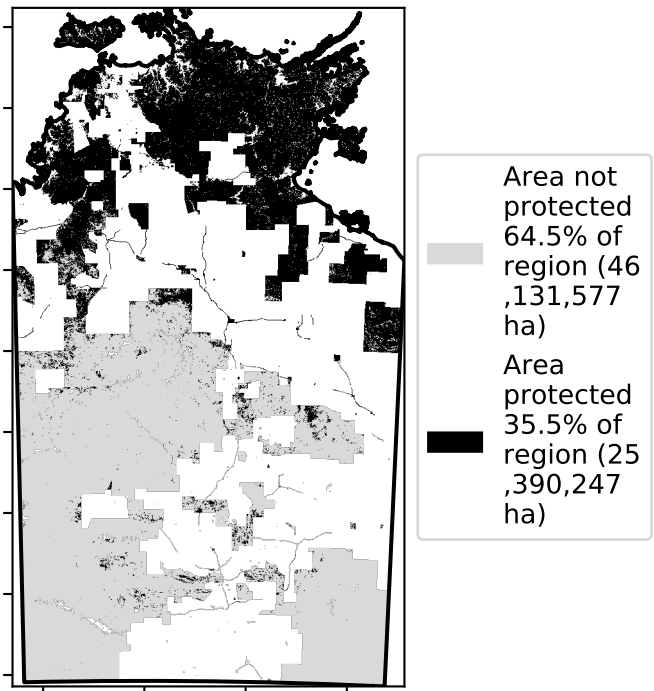 Area not
protected
64.5% of
region (46
,131,577
ha)
Area
protected
35.5% of
region (25
,390,247
ha)